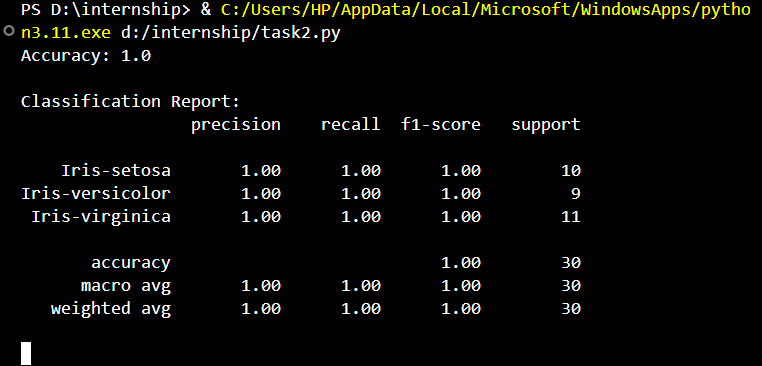 PS D:\internship> & C:/Users/HP/AppData/Local/Microsoft/WindowsApps/pytho
n3.11.exe d:/internship/task2.py
Accuracy: 1.0
Classification Report:
precision recall f1-score support
Iris-setosa 1.00 1.00 1.00 10
Iris-versicolor 1.00 1.00 1.00 9
Iris-virginica 1.00 1.00 1.00 11
accuracy 1.00 30
macro avg 1.00 1.00 1.00 30
weighted avg 1.00 1.00 1.00 30